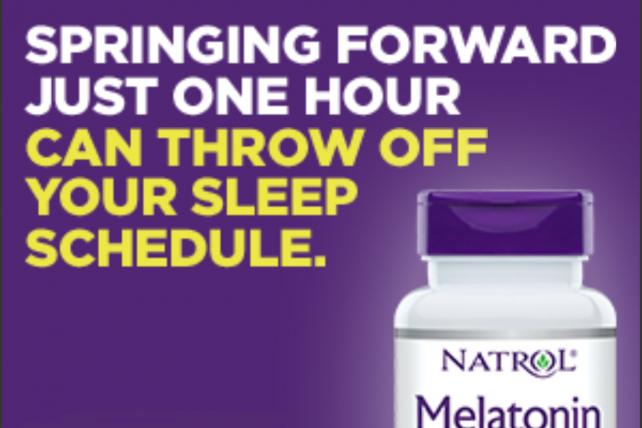 SPRINGING FORWARD
JUST ONE HOUR
CAN THROW OFF
YOUR SLEEP
SCHEDULE.
NATROL®
Melatonin